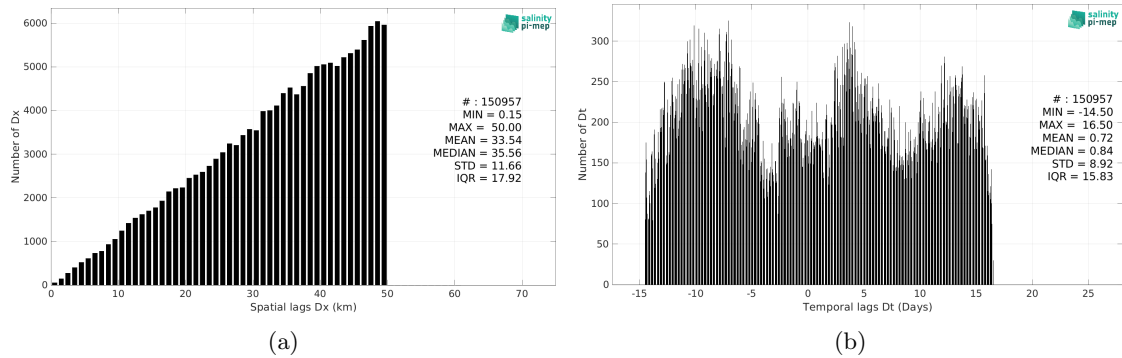 6000
5000
4000
3000
2000
1000
0
Number of Dx
0 10 20 30 40 50 60 70
Spatial lags Dx (km)
salinity
pi-mep
# : 150957
MIN = 0.15
MAX = 50.00
MEAN = 33.54
MEDIAN = 35.56
STD = 11.66
IQR = 17.92
(a)
300
250
200
150
100
50
0
Number of Dt
-15 -10 -5 0 5 10 15 20 25
Temporal lags Dt (Days)
salinity
pi-mep
# : 150957
MIN = -14.50
MAX = 16.50
MEAN = 0.72
MEDIAN = 0.84
STD = 8.92
IQR = 15.83
(b)